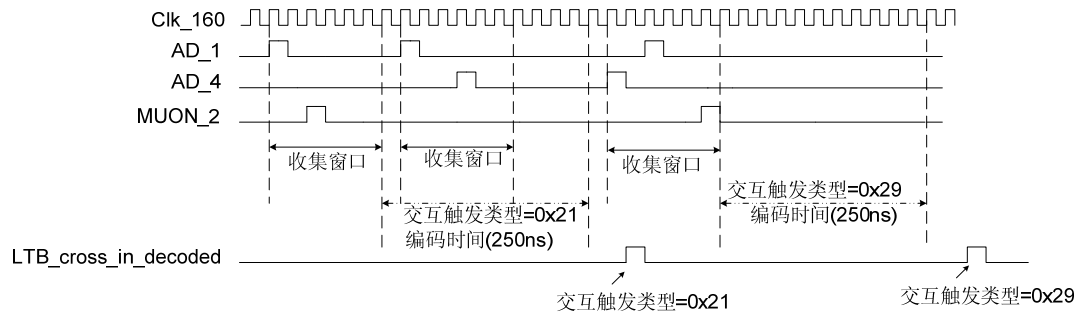 Clk_160
AD_1
AD_4
MUON_2
收集窗口
收集窗口
收集窗口
交互触发类型=0x21
编码时间(250ns)
交互触发类型=0x29
编码时间(250ns)
LTB_cross_in_decoded
交互触发类型=0x21
交互触发类型=0x29